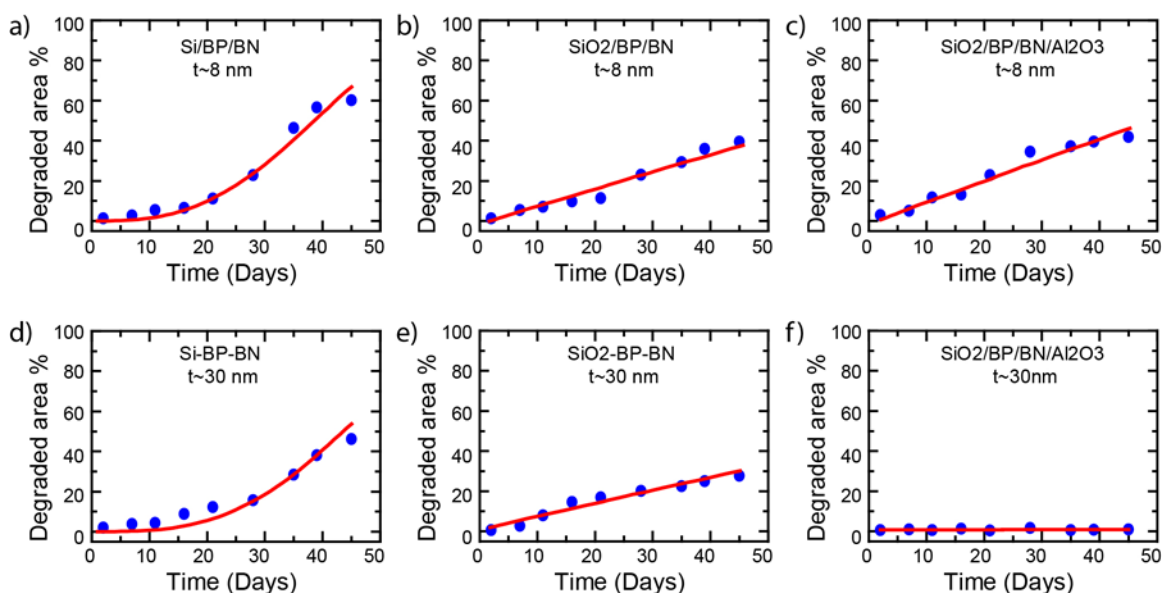 a)
Si/BP/BN
t~8 nm
Degraded area %
100
80
60
40
20
0
0 10 20 30 40 50
Time (Days)
b)
SiO2/BP/BN
t~8 nm
Degraded area %
100
80
60
40
20
0
0 10 20 30 40 50
Time (Days)
c)
SiO2/BP/BN/Al2O3
t~8 nm
Degraded area %
100
80
60
40
20
0
0 10 20 30 40 50
Time (Days)
d)
Si-BP-BN
t~30 nm
Degraded area %
100
80
60
40
20
0
0 10 20 30 40 50
Time (Days)
e)
SiO2-BP-BN
t~30 nm
Degraded area %
100
80
60
40
20
0
0 10 20 30 40 50
Time (Days)
f)
SiO2/BP/BN/Al2O3
t~30nm
Degraded area %
100
80
60
40
20
0
0 10 20 30 40 50
Time (Days)